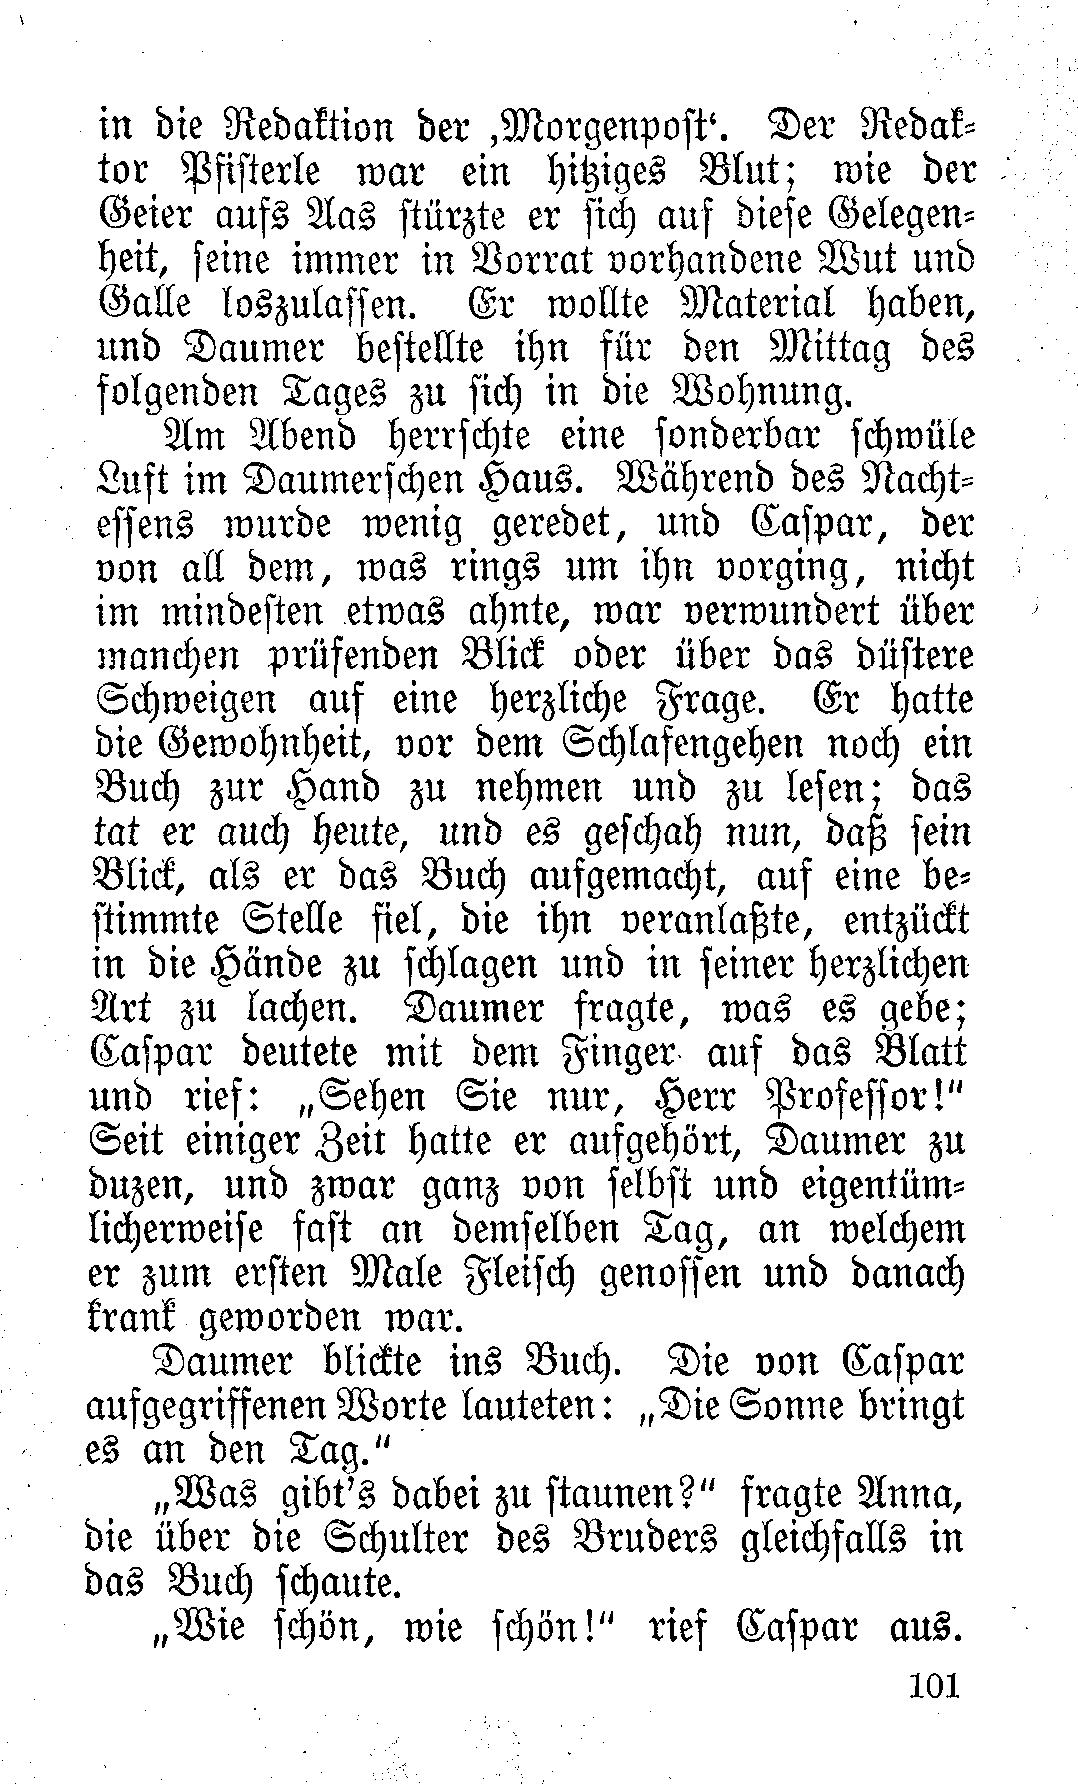 in die Redaktion der ‚Morgenpost‘. Der Redak-
tor Pfisterle war ein hitziges Blut; wie der
Geier aufs Aas stürzte er sich auf diese Gelegen-
heit, seine immer in Vorrat vorhandene Wut und
Galle loszulassen. Er wollte Material haben,
und Daumer bestellte ihn für den Mittag des
folgenden Tages zu sich in die Wohnung.
Am Abend herrschte eine sonderbar schwüle
Luft im Daumerschen Haus. Während des Nacht-
essens wurde wenig geredet, und Caspar, der
von all dem, was rings um ihn vorging, nicht
im mindesten etwas ahnte, war verwundert über
manchen prüfenden Blick oder über das düstere
Schweigen auf eine herzliche Frage. Er hatte
die Gewohnheit, vor dem Schlafengehen noch ein
Buch zur Hand zu nehmen und zu lesen; das
tat er auch heute, und es geschah nun, daß sein
Blick, als er das Buch aufgemacht, auf eine be-
stimmte Stelle fiel, die ihn veranlaßte, entzückt
in die Hände zu schlagen und in seiner herzlichen
Art zu lachen. Daumer fragte, was es gebe;
Caspar deutete mit dem Finger auf das Blatt
und rief: „Sehen Sie nur, Herr Professor!“
Seit einiger Zeit hatte er aufgehört, Daumer zu
duzen, und zwar ganz von selbst und eigentüm-
licherweise fast an demselben Tag, an welchem
er zum ersten Male Fleisch genossen und danach
krank geworden war.
Daumer blickte ins Buch. Die von Caspar
aufgegriffenen Worte lauteten: „Die Sonne bringt
es an den Tag.“
„Was gibt's dabei zu staunen?“ fragte Anna,
die über die Schulter des Bruders gleichfalls in
das Buch schaute.
„Wie schön, wie schön!“ rief Caspar aus.
101